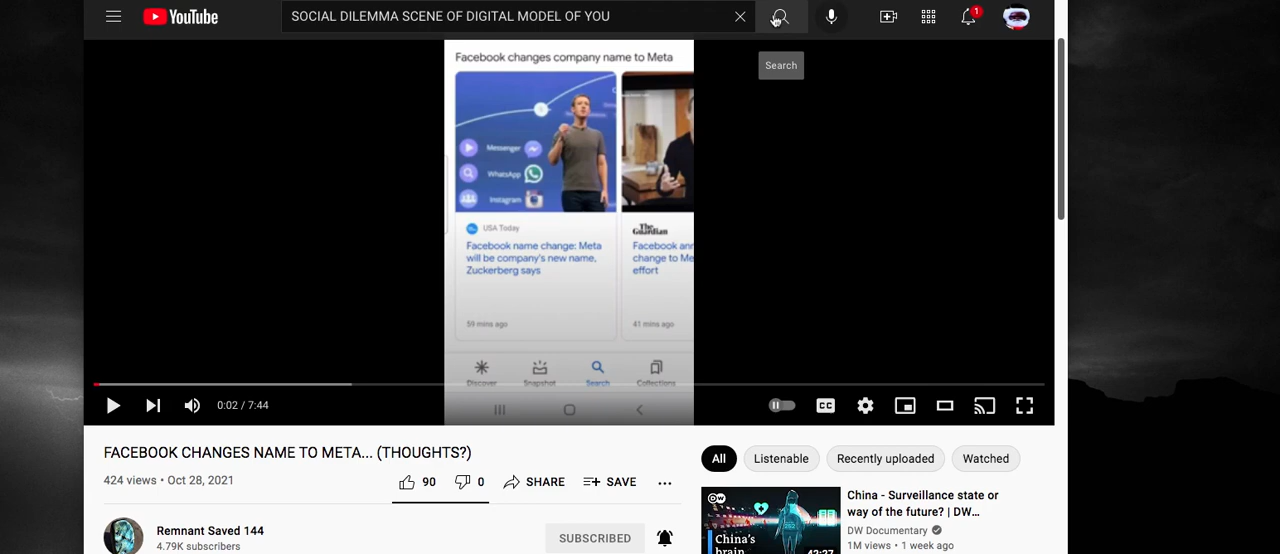 YouTube
SOCIAL DILEMMA SCENE OF DIGITAL MODEL OF YOU
1
Search
Facebook changes company name to Meta
Messenger
WhatsApp
Instagram
USA Today
The Guardian
Facebook name change: Meta
will be company's new name,
Zuckerberg says
Facebook ann
change to Me
effort
59 mins ago
41 mins ago
Discover
Snapshot
Search
Collections
0:02 / 7:44
CC
FACEBOOK CHANGES NAME TO META... (THOUGHTS?)
424 views • Oct 28, 2021
90
0
SHARE
SAVE
Remnant Saved 144
4.79K subscribers
SUBSCRIBED
All
Listenable
Recently uploaded
Watched
DW
China's
brain
42:27
China - Surveillance state or
way of the future? | DW...
DW Documentary
1M views • 1 week ago